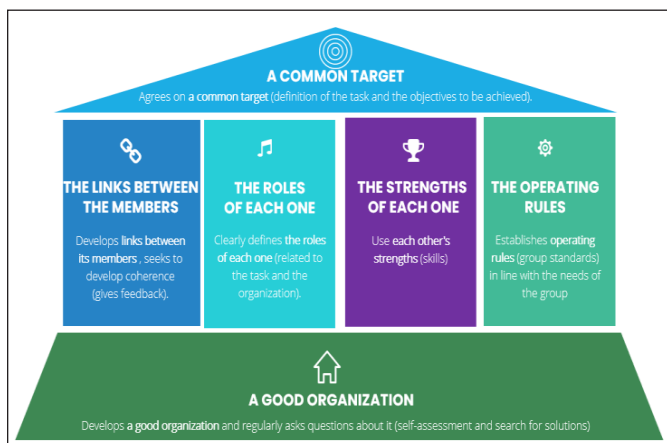 A COMMON TARGET
Agrees on a common target (definition of the task and the objectives to be achieved).
THE LINKS BETWEEN
THE MEMBERS
Develops links between
its members , seeks to
develop coherence
(gives feedback).
THE ROLES
OF EACH ONE
Clearly defines the roles
of each one (related to
the task and the
organization).
THE STRENGTHS
OF EACH ONE
Use each other's
strengths (skills)
THE OPERATING
RULES
Establishes operating
rules (group standards)
in line with the needs of
the group
A GOOD ORGANIZATION
Develops a good organization and regularly asks questions about it (self-assessment and search for solutions)